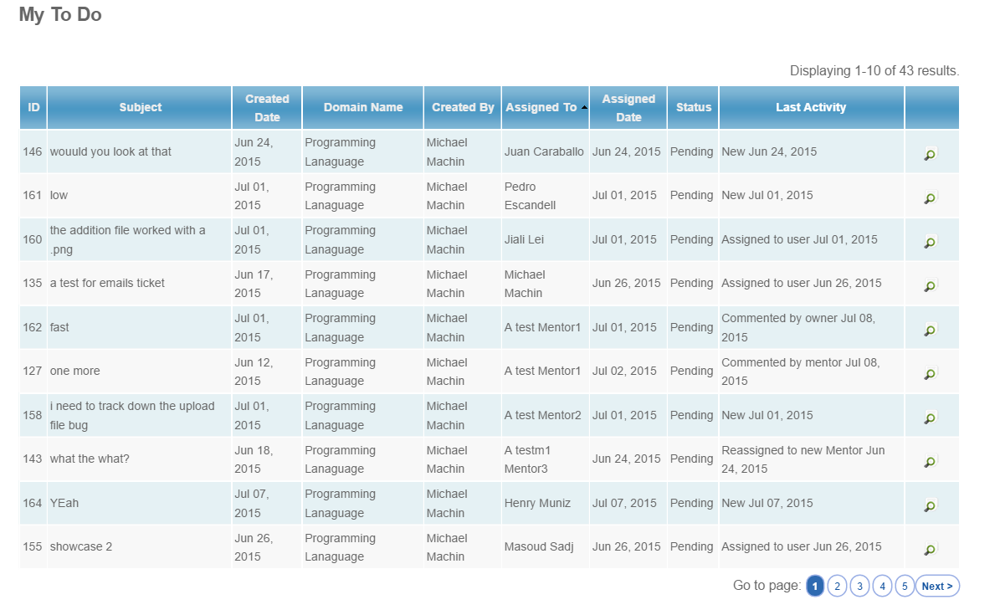 My To Do
Displaying 1-10 of 43 results.
ID Subject Created Date Domain Name Created By Assigned To Assigned Date Status Last Activity
146 wouuld you look at that Jun 24, 2015 Programming Lanaguage Michael Machin Juan Caraballo Jun 24, 2015 Pending New Jun 24, 2015
161 low Jul 01, 2015 Programming Lanaguage Michael Machin Pedro Escandell Jul 01, 2015 Pending New Jul 01, 2015
160 the addition file worked with a .png Jul 01, 2015 Programming Lanaguage Michael Machin Jiali Lei Jul 01, 2015 Pending Assigned to user Jul 01, 2015
135 a test for emails ticket Jun 17, 2015 Programming Lanaguage Michael Machin Michael Machin Jun 26, 2015 Pending Assigned to user Jun 26, 2015
162 fast Jul 01, 2015 Programming Lanaguage Michael Machin A test Mentor1 Jul 01, 2015 Pending Commented by owner Jul 08, 2015
127 one more Jun 12, 2015 Programming Lanaguage Michael Machin A test Mentor1 Jul 02, 2015 Pending Commented by mentor Jul 08, 2015
158 i need to track down the upload file bug Jul 01, 2015 Programming Lanaguage Michael Machin A test Mentor2 Jul 01, 2015 Pending New Jul 01, 2015
143 what the what? Jun 18, 2015 Programming Lanaguage Michael Machin A testm1 Mentor3 Jun 24, 2015 Pending Reassigned to new Mentor Jun 24, 2015
164 YEah Jul 07, 2015 Programming Lanaguage Michael Machin Henry Muniz Jul 07, 2015 Pending New Jul 07, 2015
155 showcase 2 Jun 26, 2015 Programming Lanaguage Michael Machin Masoud Sadj Jun 26, 2015 Pending Assigned to user Jun 26, 2015
Go to page: 1 2 3 4 5 Next >